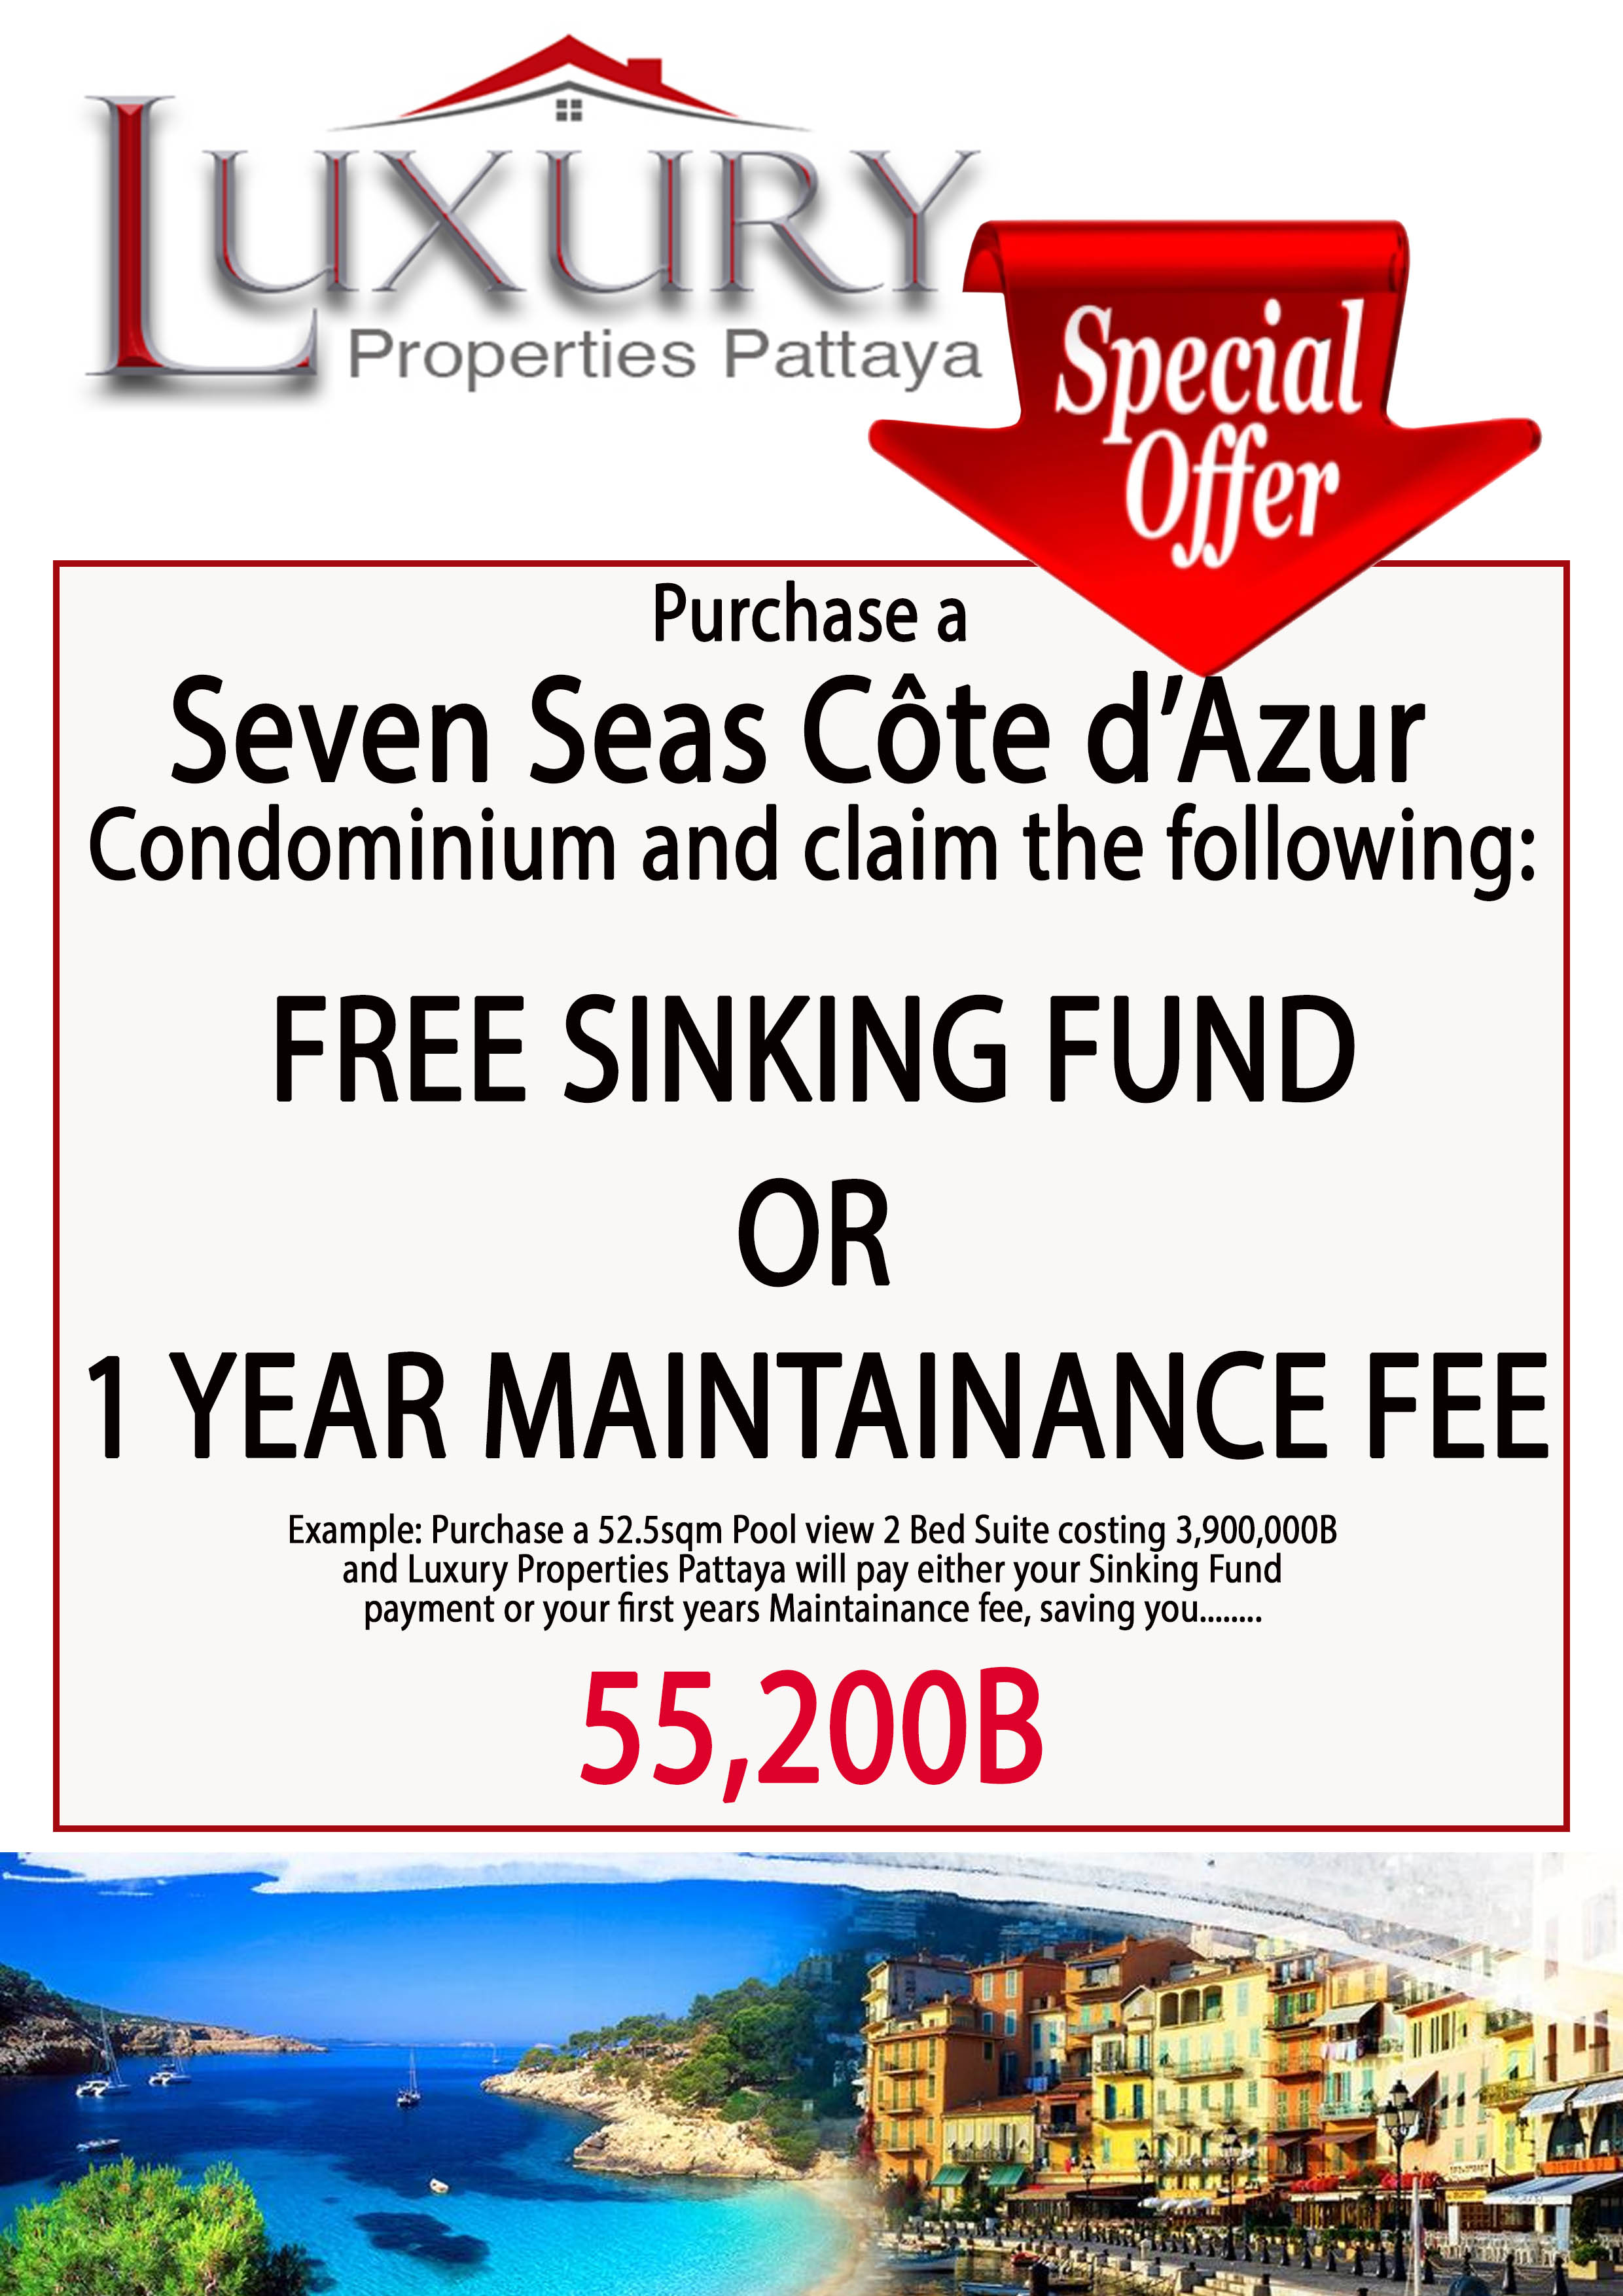 LUXURY
Properties Pattaya
Special
Offer
Purchase a
Seven Seas Côte d’Azur
Condominium and claim the following:
FREE SINKING FUND
OR
1 YEAR MAINTAINANCE FEE
Example: Purchase a 52.5sqm Pool view 2 Bed Suite costing 3,900,000B
and Luxury Properties Pattaya will pay either your Sinking Fund
payment or your first years Maintainance fee, saving you........
55,200B